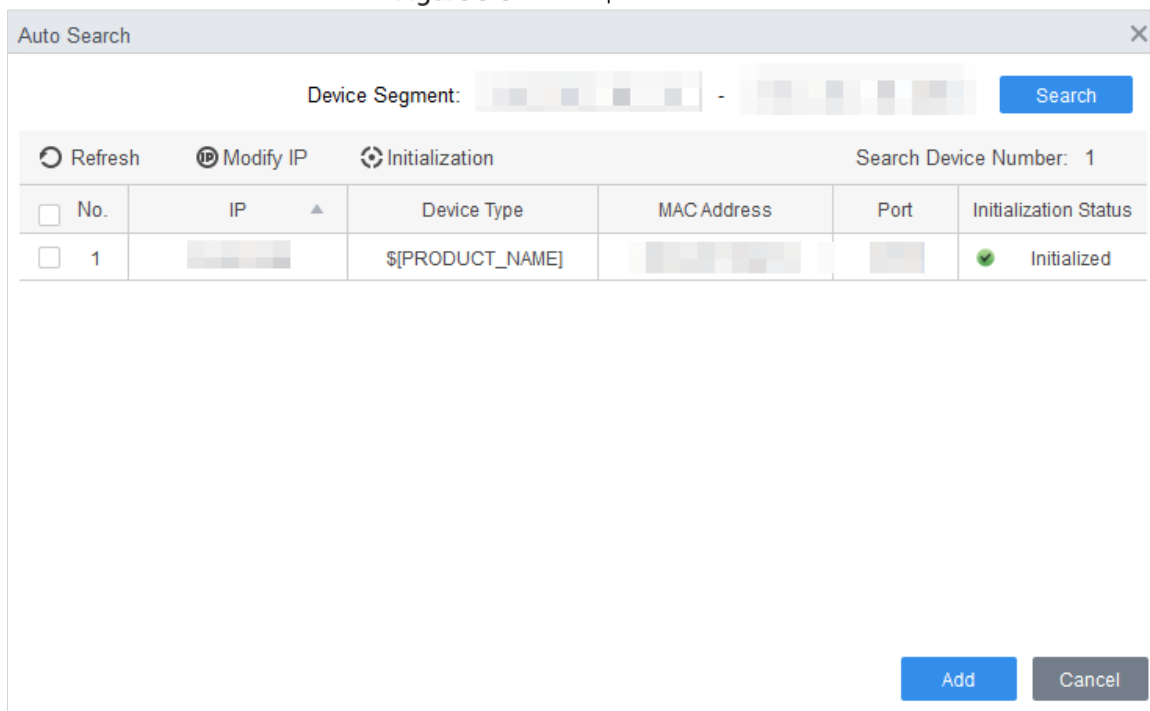 Auto Search
Device Segment: - Search
Refresh Modify IP Initialization Search Device Number: 1
No. IP Device Type MAC Address Port Initialization Status
1 $[PRODUCT_NAME] Initialized
Add Cancel